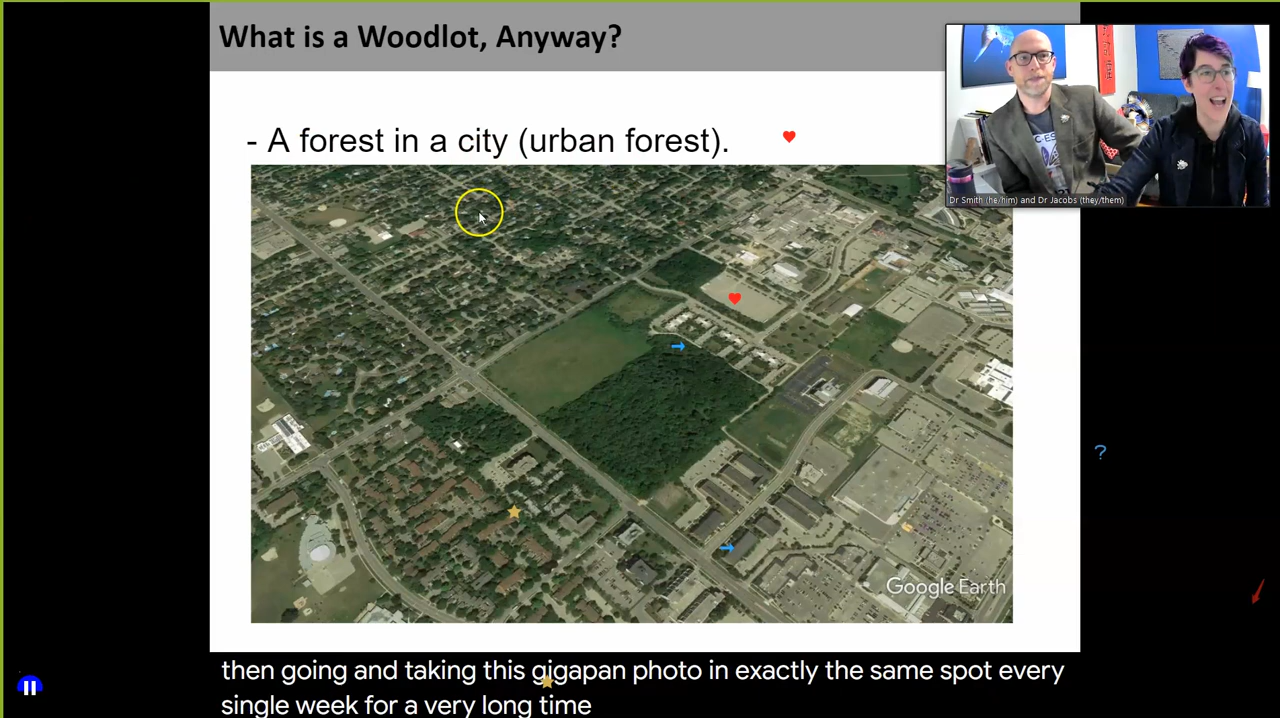 What is a Woodlot, Anyway?
- A forest in a city (urban forest).
Dr Smith (he/him) and Dr Jacobs (they/them)
?
Google Earth
then going and taking this gigapan photo in exactly the same spot every
single week for a very long time